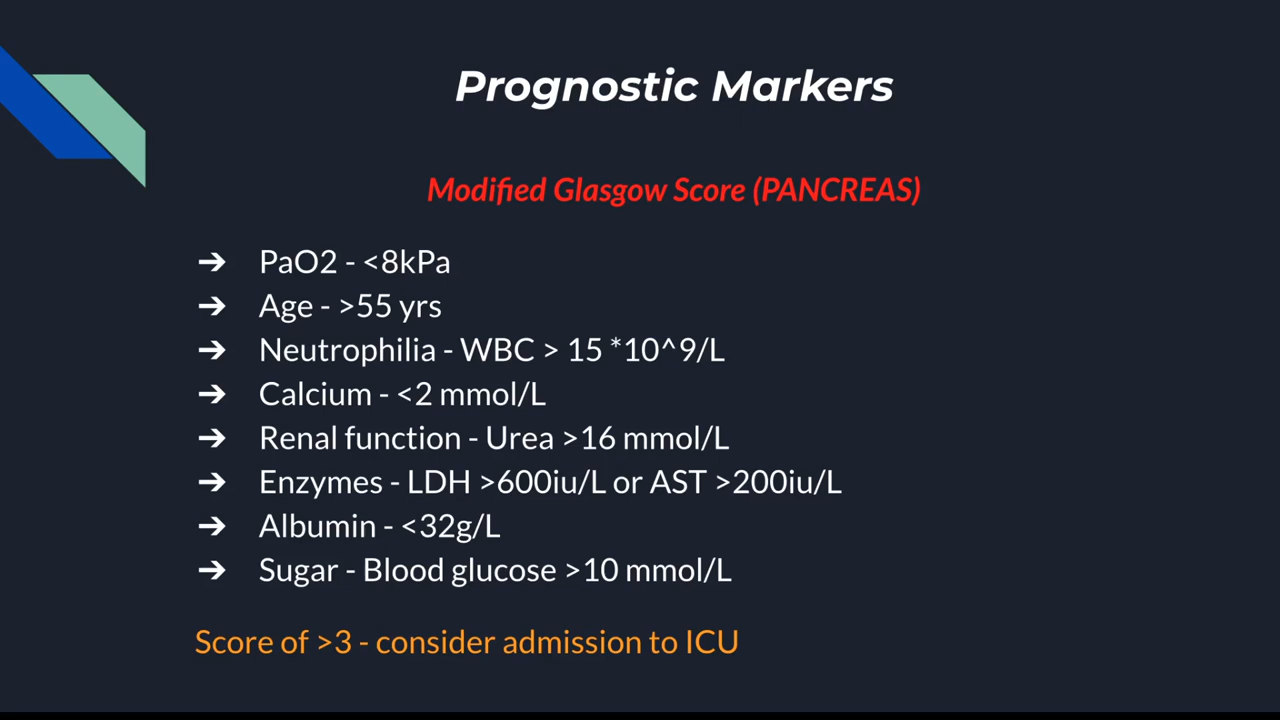 Prognostic Markers
Modified Glasgow Score (PANCREAS)
➔ PaO2 - <8kPa
➔ Age - >55 yrs
➔ Neutrophilia - WBC > 15 *10^9/L
➔ Calcium - <2 mmol/L
➔ Renal function - Urea >16 mmol/L
➔ Enzymes - LDH >600iu/L or AST >200iu/L
➔ Albumin - <32g/L
➔ Sugar - Blood glucose >10 mmol/L
Score of >3 - consider admission to ICU